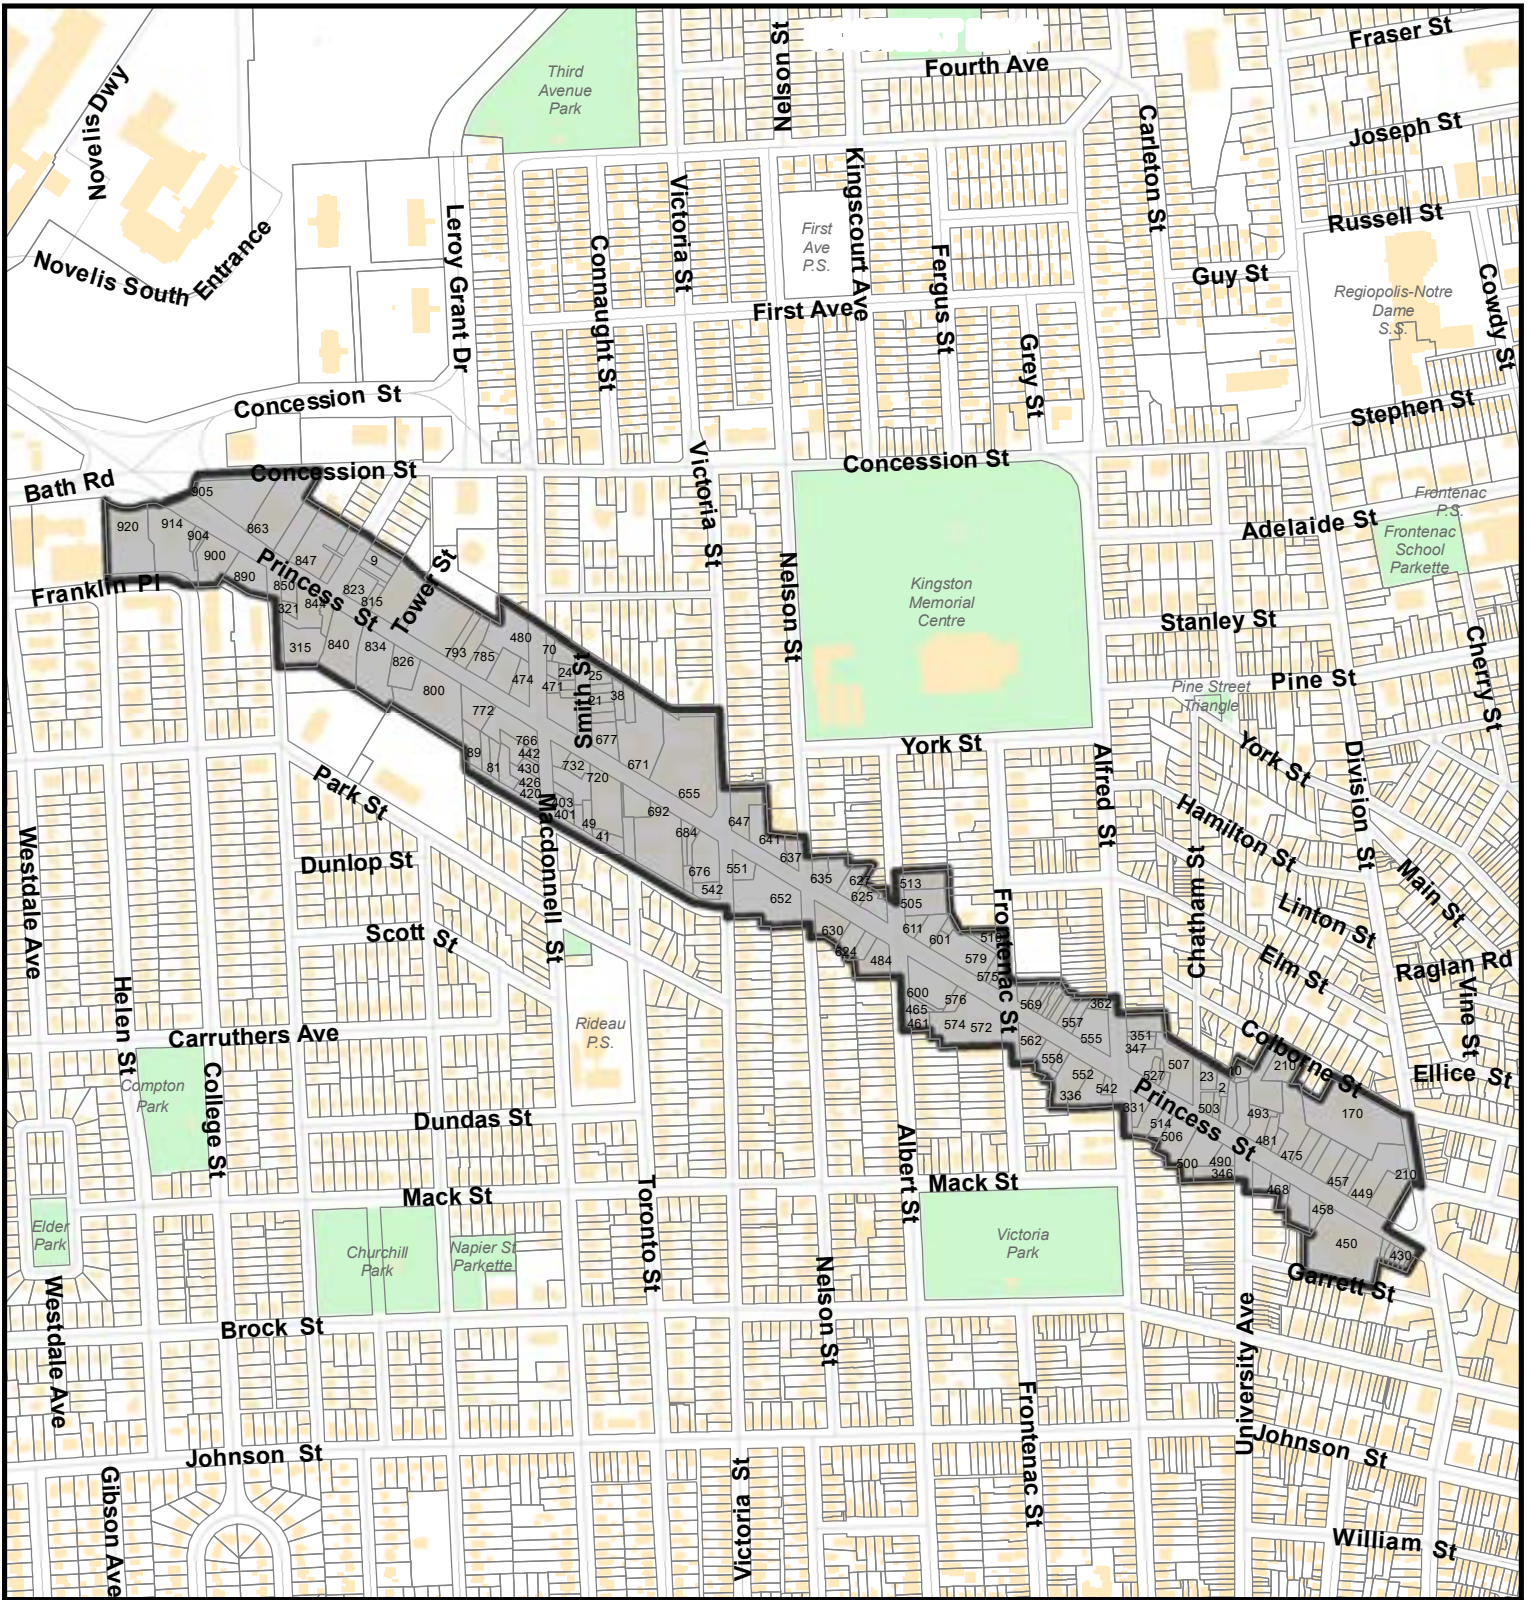 Fraser St
Fourth Ave
Nelson St
Third
Avenue
Park
Novelis Dwy
Carleton St
Joseph St
Kingscourt Ave
Victoria St
Leroy Grant Dr
Russell St
First
Ave
P.S.
Connaught St
Fergus St
Novelis South Entrance
Guy St
Cowdy St
Regiopolis-Notre
Dame
S.S.
First Ave
Grey St
Concession St
Stephen St
Victoria St
Concession St
Concession St
Bath Rd
Frontenac
P.S.
Adelaide St
Frontenac
School
Parkette
905
920
914
904
863
900
847
9
890
850
823
815
321
844
Princess St
Tower St
Franklin Pl
Nelson St
Kingston
Memorial
Centre
Stanley St
Cherry St
315
840
834
826
793
785
480
70
474
471
24
25
21
38
Smith St
800
772
Pine St
Pine Street
Triangle
York St
York St
Alfred St
Division St
766
442
430
426
420
89
81
677
732
720
671
403
401
49
41
655
692
684
647
641
637
Park St
Macdonnell St
Hamilton St
Chatham St
Main St
Westdale Ave
Dunlop St
676
542
551
652
635
627
625
513
505
Linton St
Scott St
630
624
484
611
601
579
575
Frontenac St
Elm St
Raglan Rd
Vine St
Helen St
Carruthers Ave
Rideau
P.S.
600
465
461
576
574
572
569
562
558
557
555
362
552
542
336
351
347
527
507
23
2
10
210
Colborne St
Ellice St
Compton
Park
College St
Dundas St
331
Princess St
514
506
500
503
493
490
346
481
475
468
170
210
457
449
458
450
430
Albert St
Mack St
Mack St
Toronto St
Elder
Park
Churchill
Park
Napier St
Parkette
Victoria
Park
Westdale Ave
Nelson St
Garrett St
University Ave
Brock St
Frontenac St
Johnson St
Johnson St
Gibson Ave
Victoria St
William St